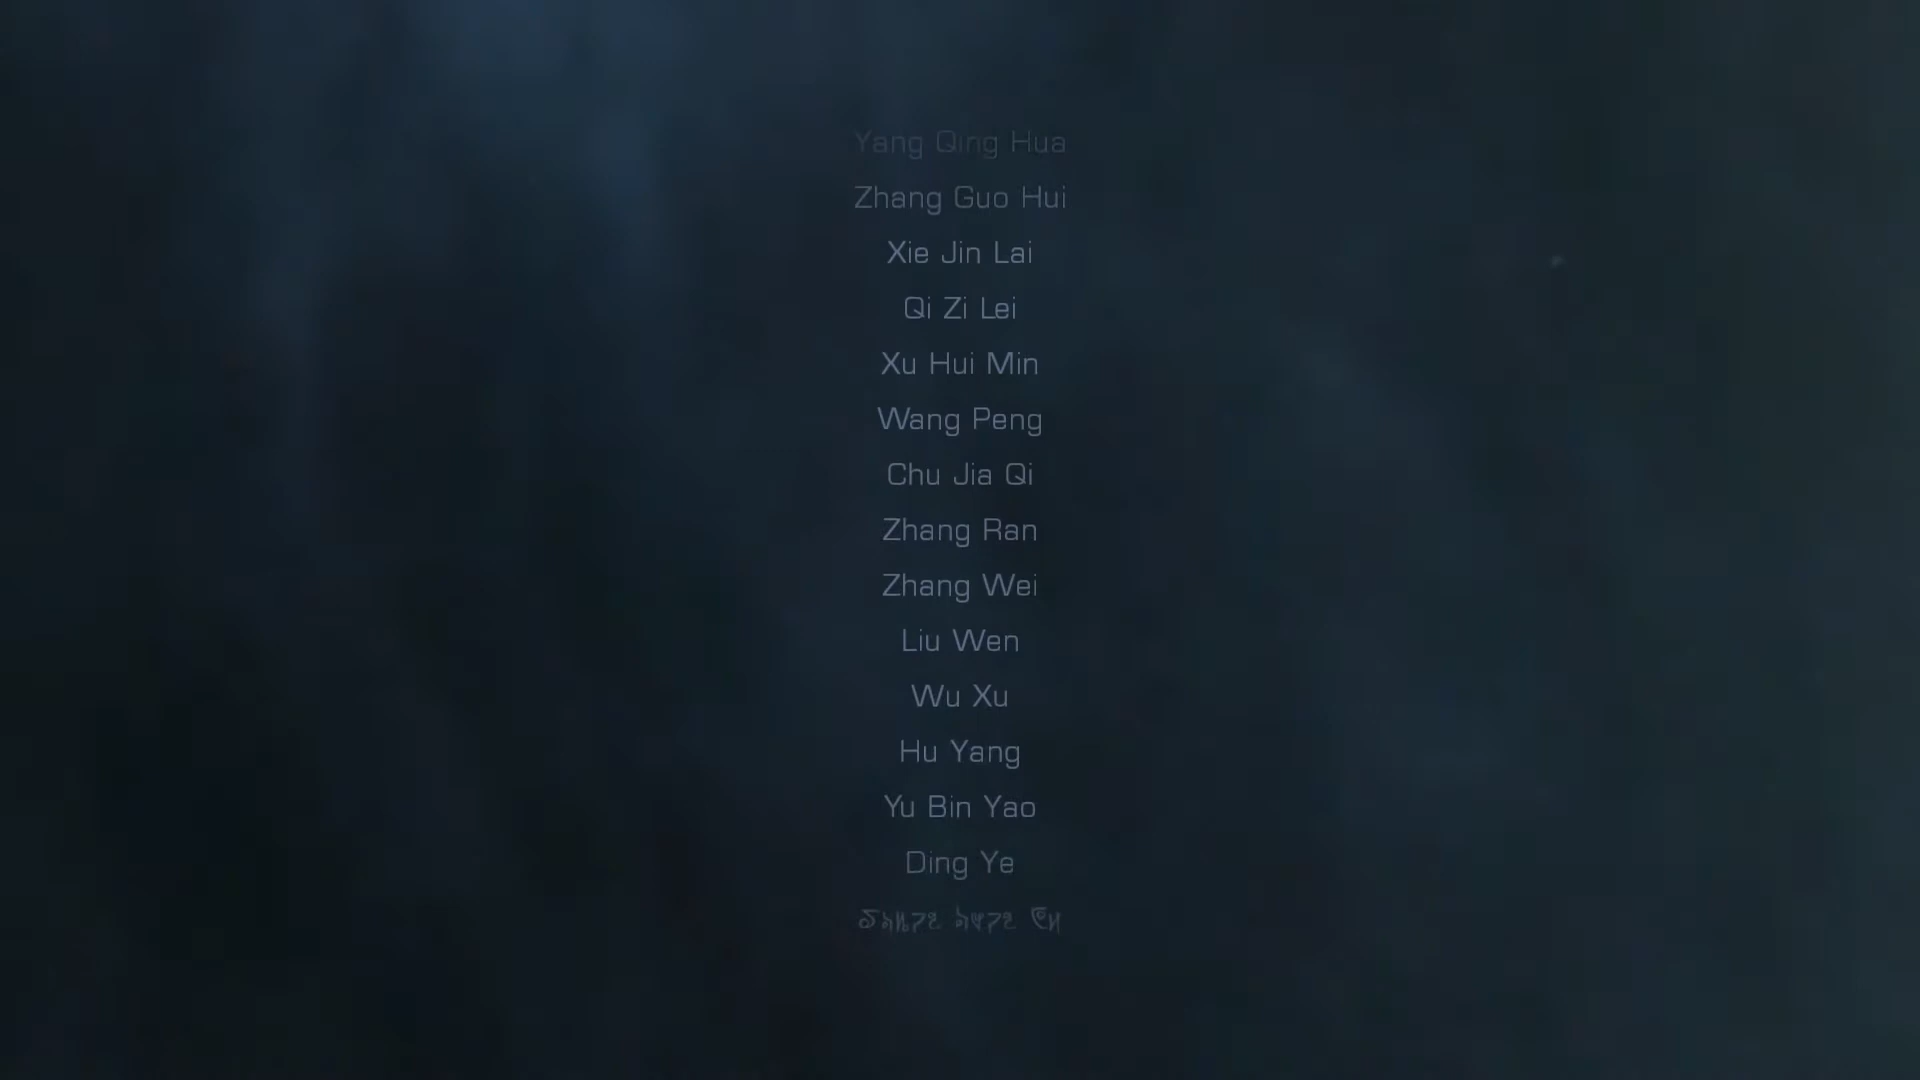 Yang Qing Hua
Zhang Guo Hui
Xie Jin Lai
Qi Zi Lei
Xu Hui Min
Wang Peng
Chu Jia Qi
Zhang Ran
Zhang Wei
Liu Wen
Wu Xu
Hu Yang
Yu Bin Yao
Ding Ye